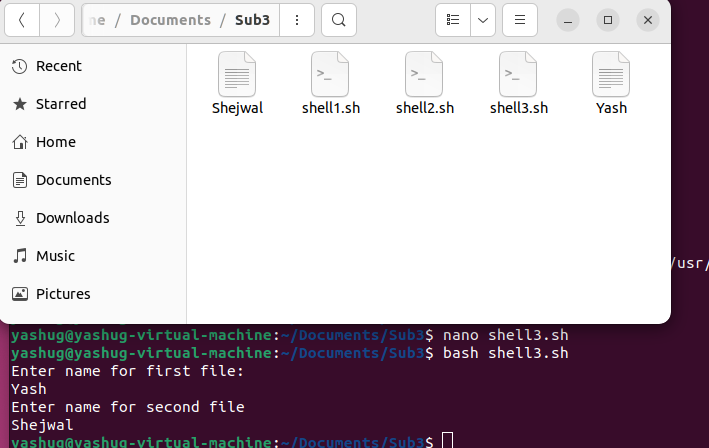 ne / Documents / Sub3
Recent
Starred
Home
Documents
Downloads
Music
Pictures
Shejwal
shell1.sh
shell2.sh
shell3.sh
Yash
/usr/
yashug@yashug-virtual-machine:~/Documents/Sub3$ nano shell3.sh
yashug@yashug-virtual-machine:~/Documents/Sub3$ bash shell3.sh
Enter name for first file:
Yash
Enter name for second file
Shejwal
yashug@yashug-virtual-machine:~/Documents/Sub3$